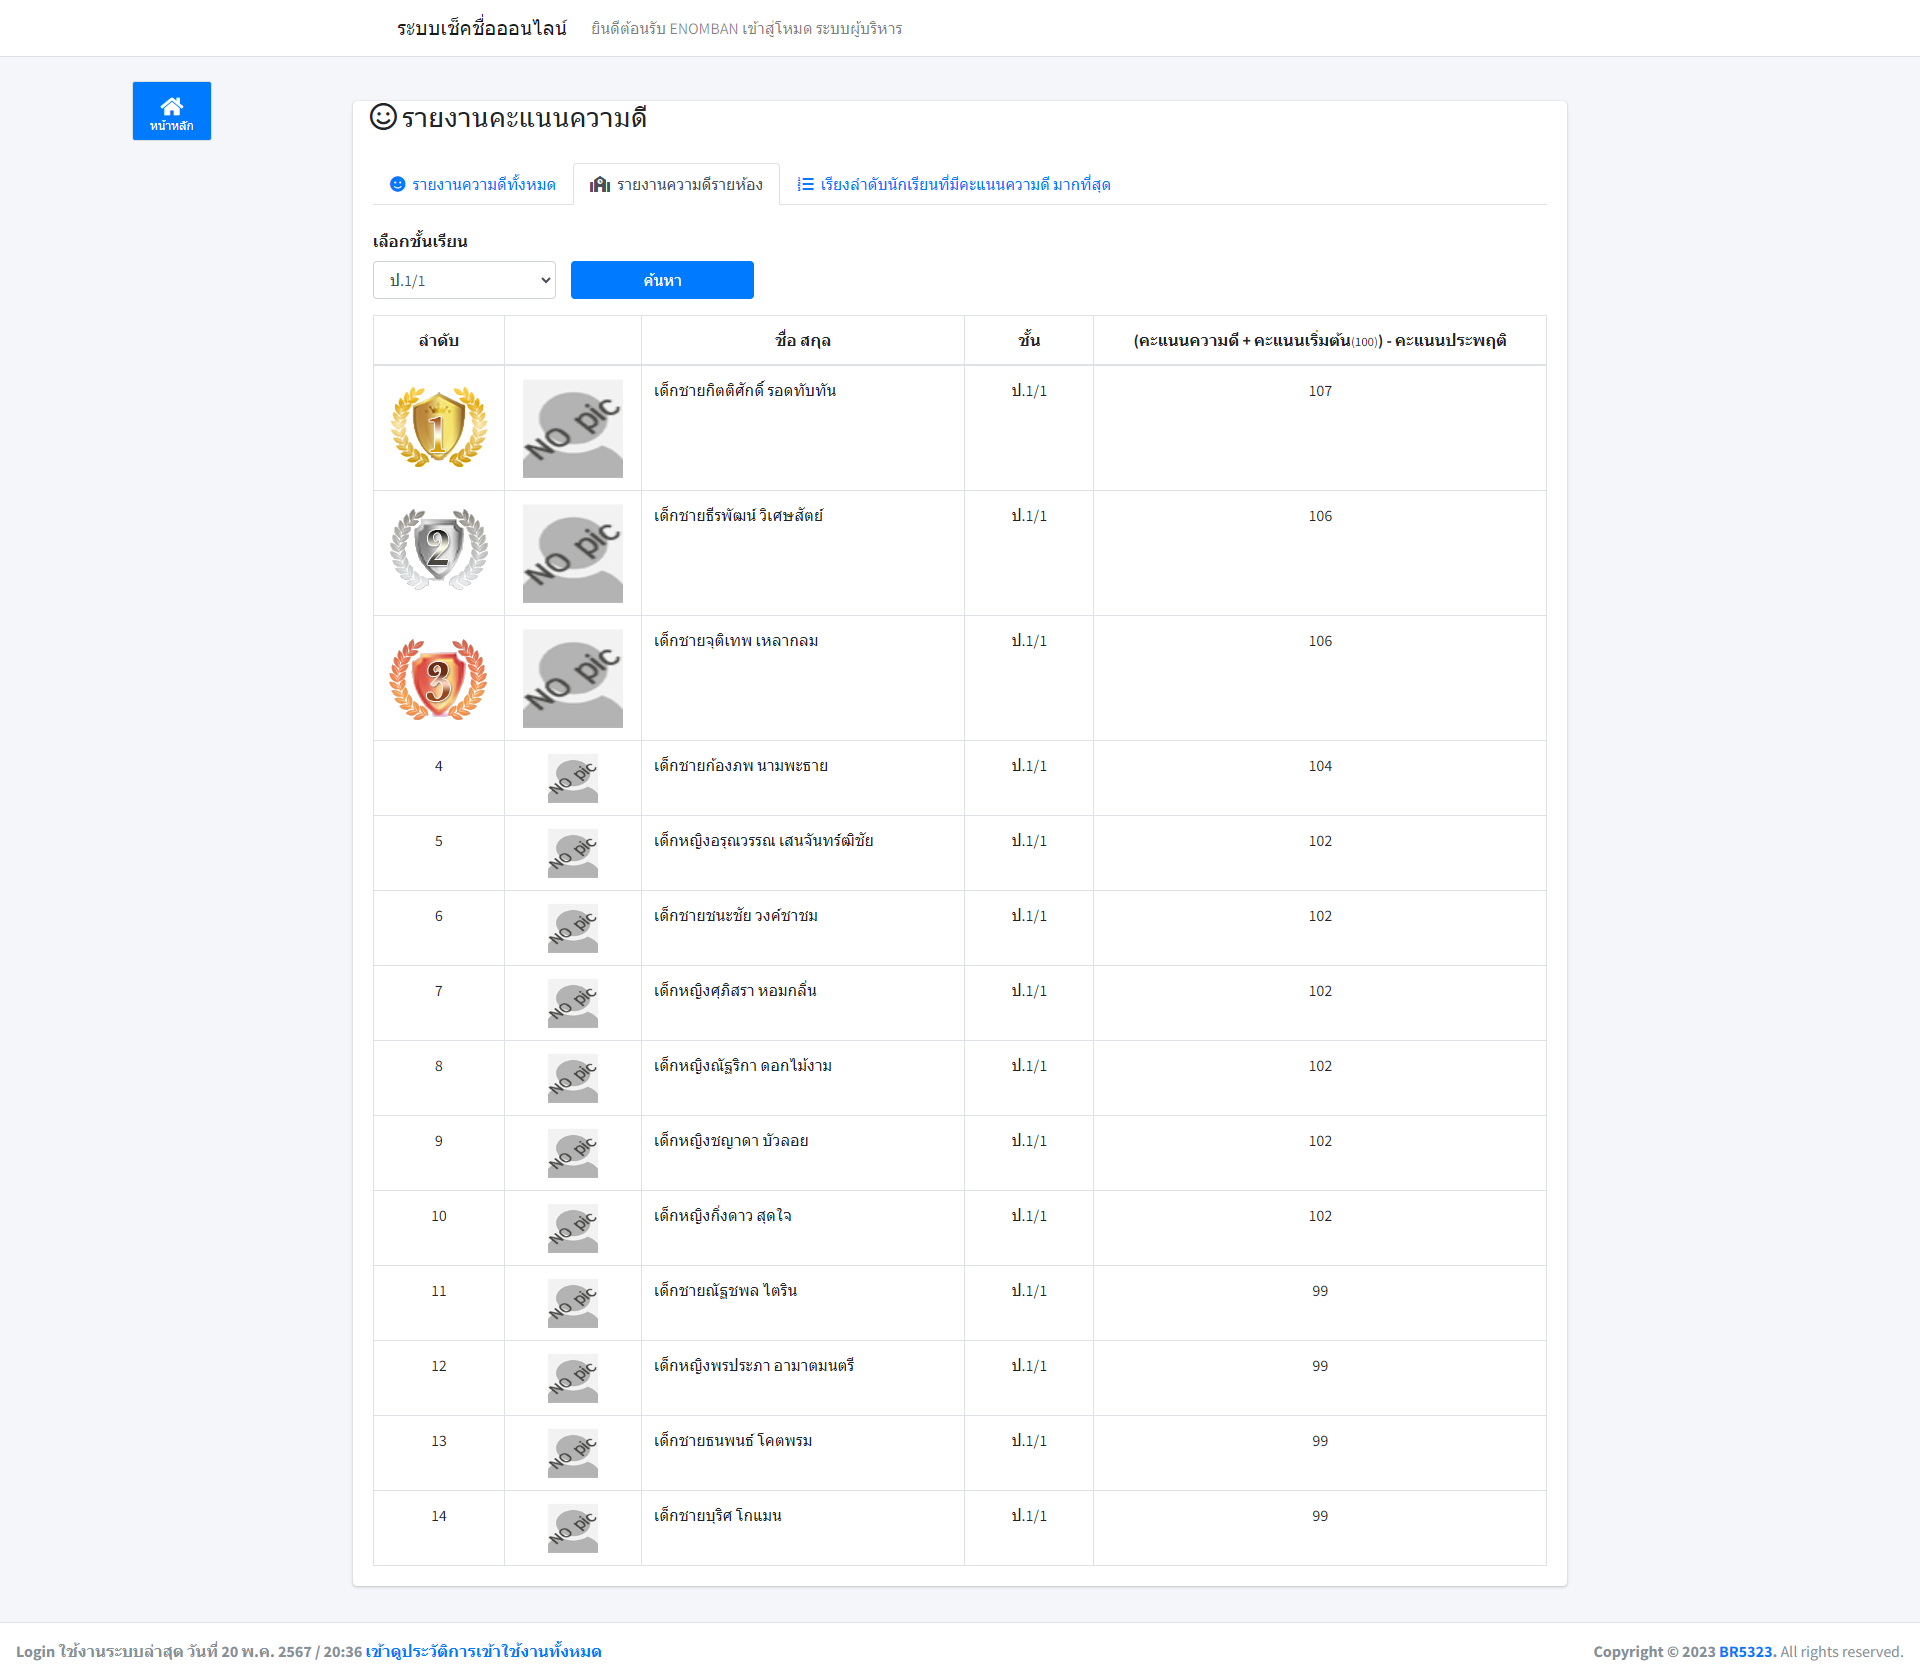 ระบบเช็คชื่อออนไลน์ ยินดีต้อนรับ ENOMBAN เข้าสู่โหมด ระบบผู้บริหาร
หน้าหลัก
รายงานคะแนนความดี
รายงานความดีทั้งหมด รายงานความดีรายห้อง เรียงลำดับนักเรียนที่มีคะแนนความดี มากที่สุด
เลือกชั้นเรียน
ป.1/1 ค้นหา
ลำดับ ชื่อ สกุล ชั้น (คะแนนความดี + คะแนนเริ่มต้น(100)) - คะแนนประพฤติ
1 NO pic เด็กชายกิตติศักดิ์ รอดทับทัน ป.1/1 107
2 NO pic เด็กชายธีรพัฒน์ วิเศษสัตย์ ป.1/1 106
3 NO pic เด็กชายจุติเทพ เหลากลม ป.1/1 106
4 NO pic เด็กชายก้องภพ นามพะธาย ป.1/1 104
5 NO pic เด็กหญิงอรุณวรรณ เสนจันทร์ฒิชัย ป.1/1 102
6 NO pic เด็กชายชนะชัย วงค์ชาชม ป.1/1 102
7 NO pic เด็กหญิงศุภิสรา หอมกลิ่น ป.1/1 102
8 NO pic เด็กหญิงณัฐริกา ดอกไม้งาม ป.1/1 102
9 NO pic เด็กหญิงชญาดา บัวลอย ป.1/1 102
10 NO pic เด็กหญิงกิ่งดาว สุดใจ ป.1/1 102
11 NO pic เด็กชายณัฐชพล ไตริน ป.1/1 99
12 NO pic เด็กหญิงพรประภา อามาตมนตรี ป.1/1 99
13 NO pic เด็กชายธนพนธ์ โคตพรม ป.1/1 99
14 NO pic เด็กชายบุริศ โกแมน ป.1/1 99
Login ใช้งานระบบล่าสุด วันที่ 20 พ.ค. 2567 / 20:36 เข้าดูประวัติการเข้าใช้งานทั้งหมด Copyright © 2023 BR5323. All rights reserved.